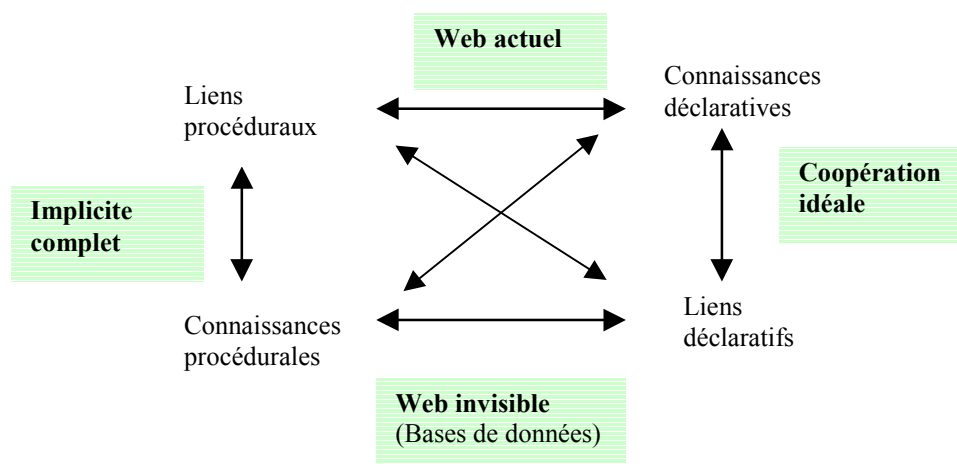 Web actuel
Liens
procéduraux
Connaissances
déclaratives
Implicite
complet
Coopération
idéale
Connaissances
procédurales
Liens
déclaratifs
Web invisible
(Bases de données)